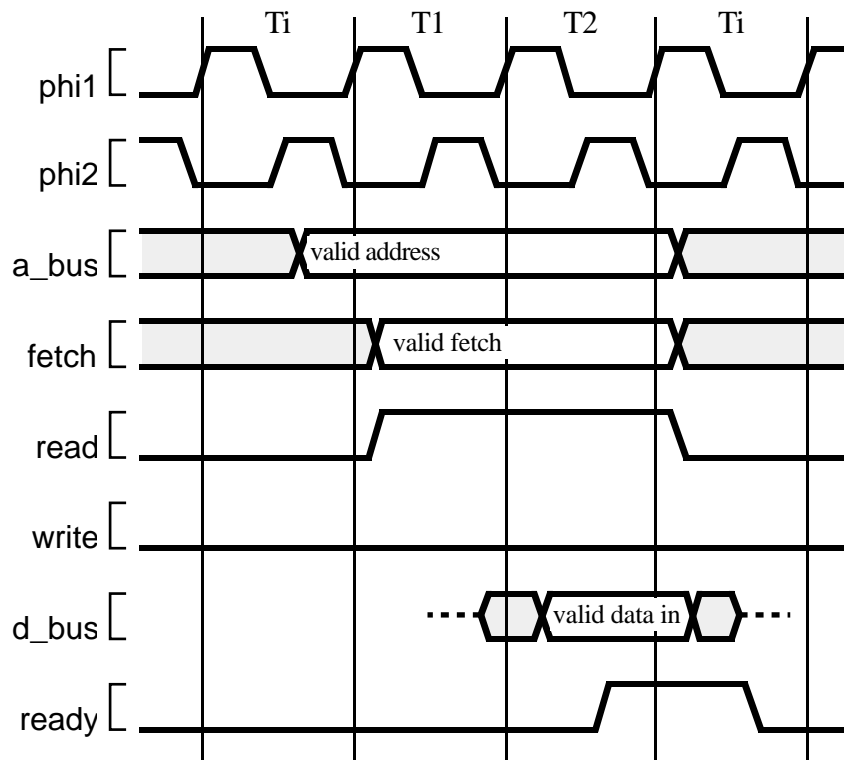 Ti T1 T2 Ti
phi1
phi2
a_bus valid address
fetch valid fetch
read
write
d_bus valid data in
ready